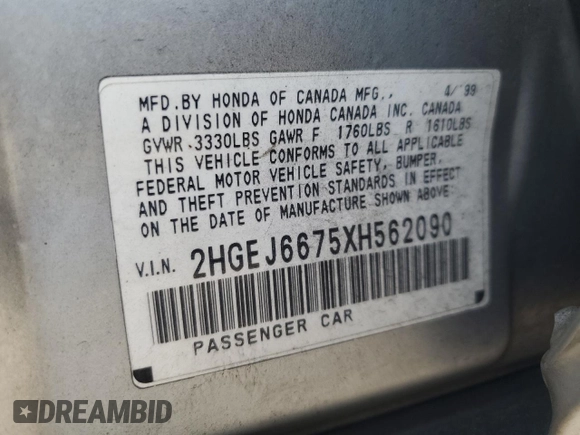 MFD.BY HONDA OF CANADA MFG., 4/99
A DIVISION OF HONDA CANADA INC. CANADA
GVWR 3330LBS GAWR F 1760LBS R 1610LBS
THIS VEHICLE CONFORMS TO ALL APPLICABLE
FEDERAL MOTOR VEHICLE SAFETY, BUMPER,
AND THEFT PREVENTION STANDARDS IN EFFECT
ON THE DATE OF MANUFACTURE SHOWN ABOVE
V.I.N. 2HGEJ6675XH562090
PASSENGER CAR
DREAMBID